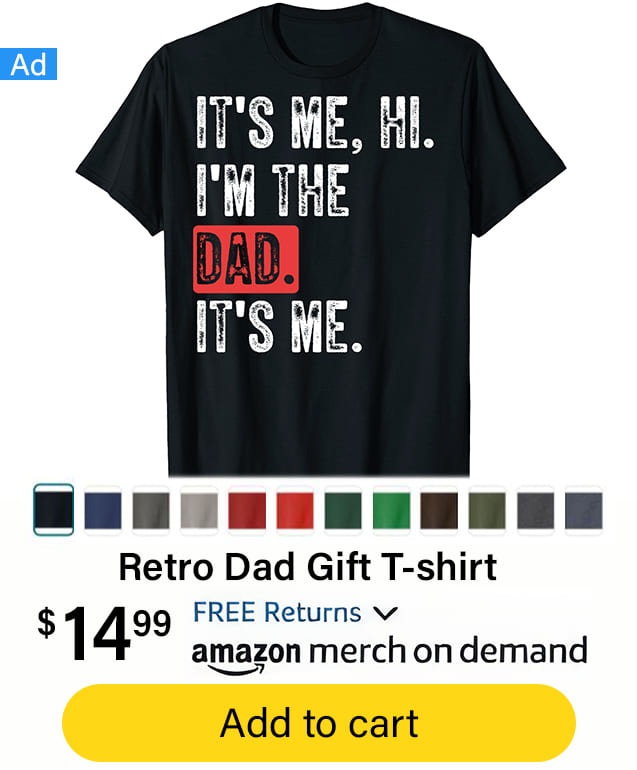 Ad
IT'S ME, HI.
I'M THE
DAD.
IT'S ME.
Retro Dad Gift T-shirt
$14.99
FREE Returns
amazon merch on demand
Add to cart